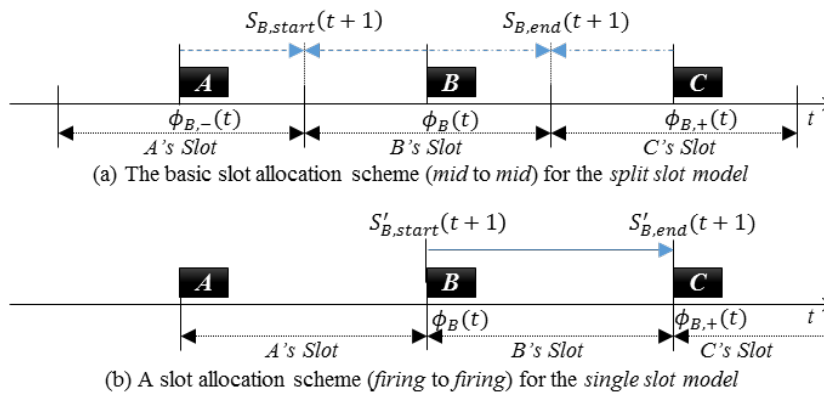 S_{B,start}(t + 1) S_{B,end}(t + 1)
A B C
ϕ_{B,−}(t) ϕ_B(t) ϕ_{B,+}(t) t
A's Slot B's Slot C's Slot
(a) The basic slot allocation scheme (mid to mid) for the split slot model
S′_{B,start}(t + 1) S′_{B,end}(t + 1)
A B C
ϕ_B(t) ϕ_{B,+}(t) t
A's Slot B's Slot C's Slot
(b) A slot allocation scheme (firing to firing) for the single slot model